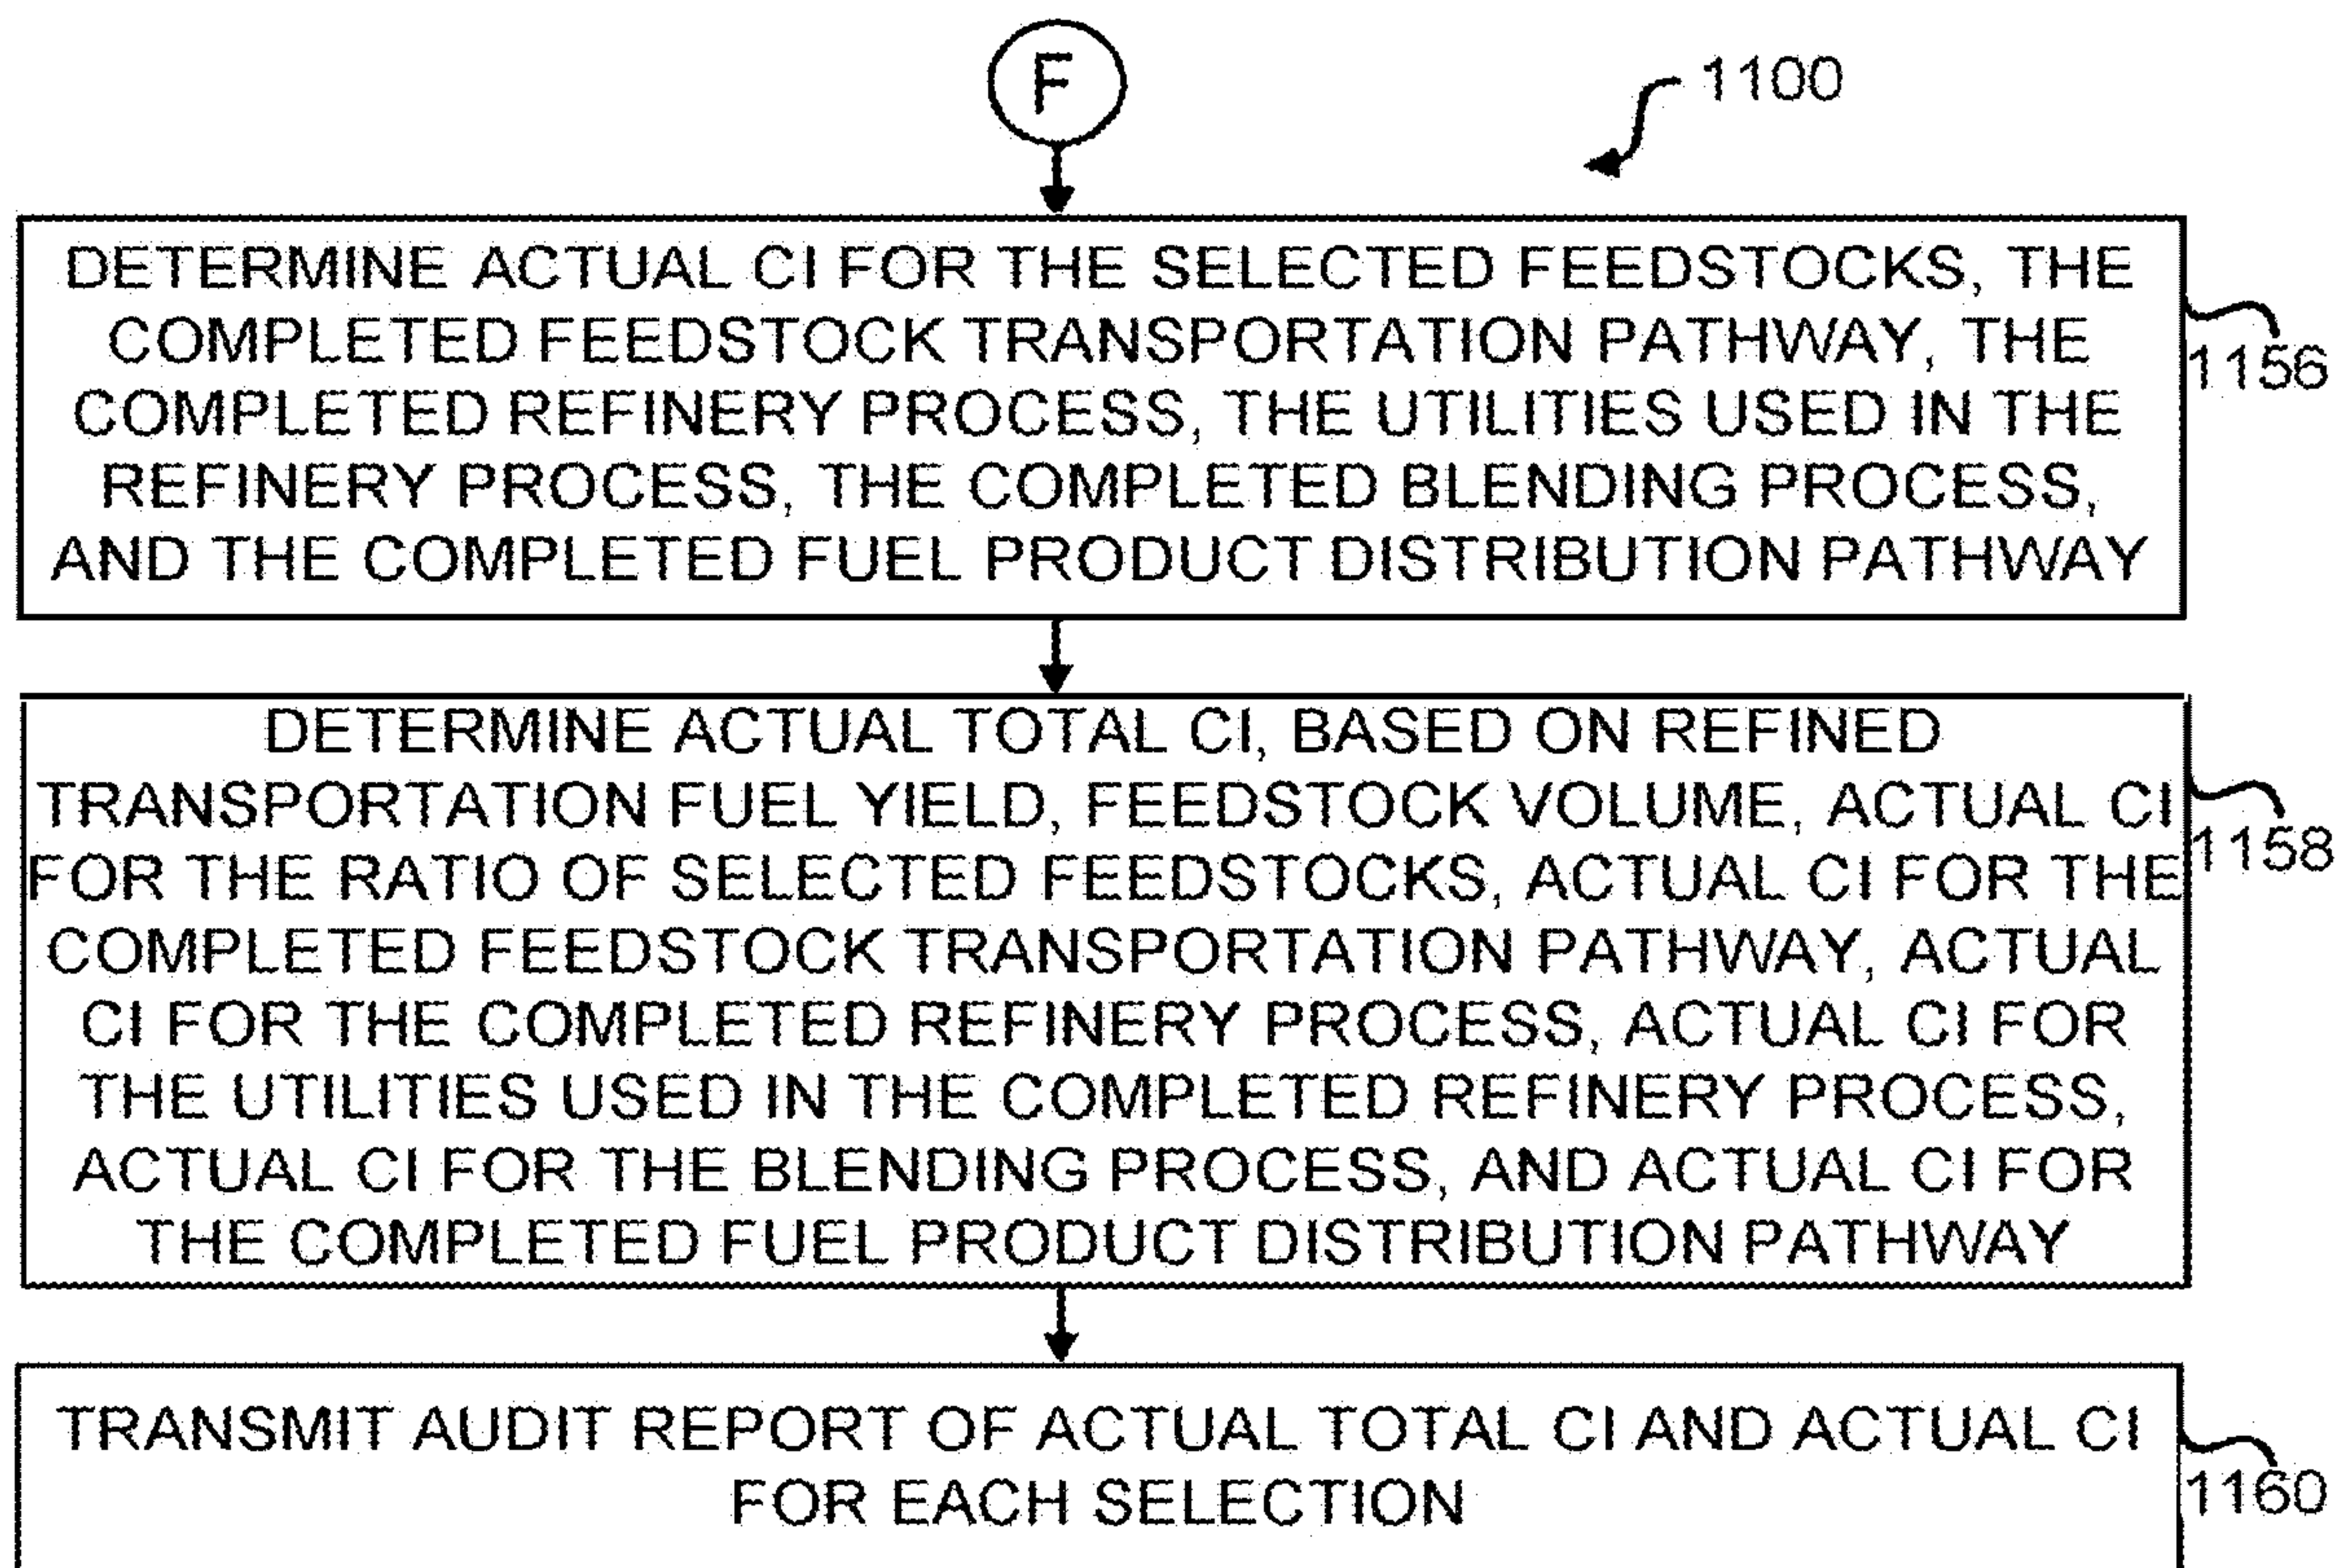 F
1100
DETERMINE ACTUAL CI FOR THE SELECTED FEEDSTOCKS, THE
COMPLETED FEEDSTOCK TRANSPORTATION PATHWAY, THE
COMPLETED REFINERY PROCESS, THE UTILITIES USED IN THE
REFINERY PROCESS, THE COMPLETED BLENDING PROCESS,
AND THE COMPLETED FUEL PRODUCT DISTRIBUTION PATHWAY
1156
DETERMINE ACTUAL TOTAL CI, BASED ON REFINED
TRANSPORTATION FUEL YIELD, FEEDSTOCK VOLUME, ACTUAL CI
FOR THE RATIO OF SELECTED FEEDSTOCKS, ACTUAL CI FOR THE
COMPLETED FEEDSTOCK TRANSPORTATION PATHWAY, ACTUAL
CI FOR THE COMPLETED REFINERY PROCESS, ACTUAL CI FOR
THE UTILITIES USED IN THE COMPLETED REFINERY PROCESS,
ACTUAL CI FOR THE BLENDING PROCESS, AND ACTUAL CI FOR
THE COMPLETED FUEL PRODUCT DISTRIBUTION PATHWAY
1158
TRANSMIT AUDIT REPORT OF ACTUAL TOTAL CI AND ACTUAL CI
FOR EACH SELECTION
1160